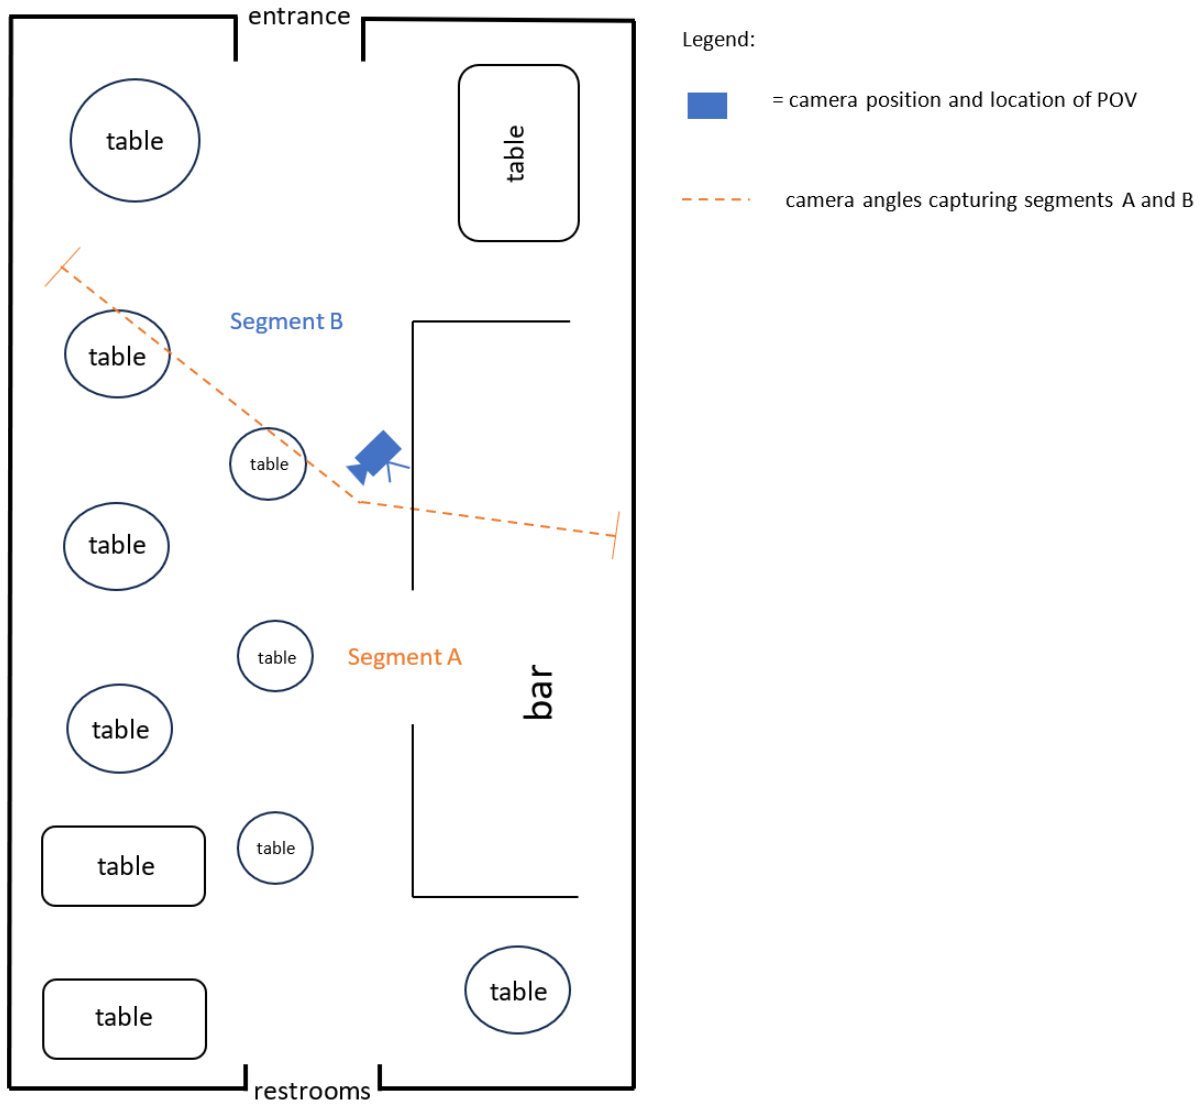 entrance
Legend:
= camera position and location of POV
table
table
camera angles capturing segments A and B
Segment B
table
table
table
table
Segment A
bar
table
table
table
table
table
restrooms